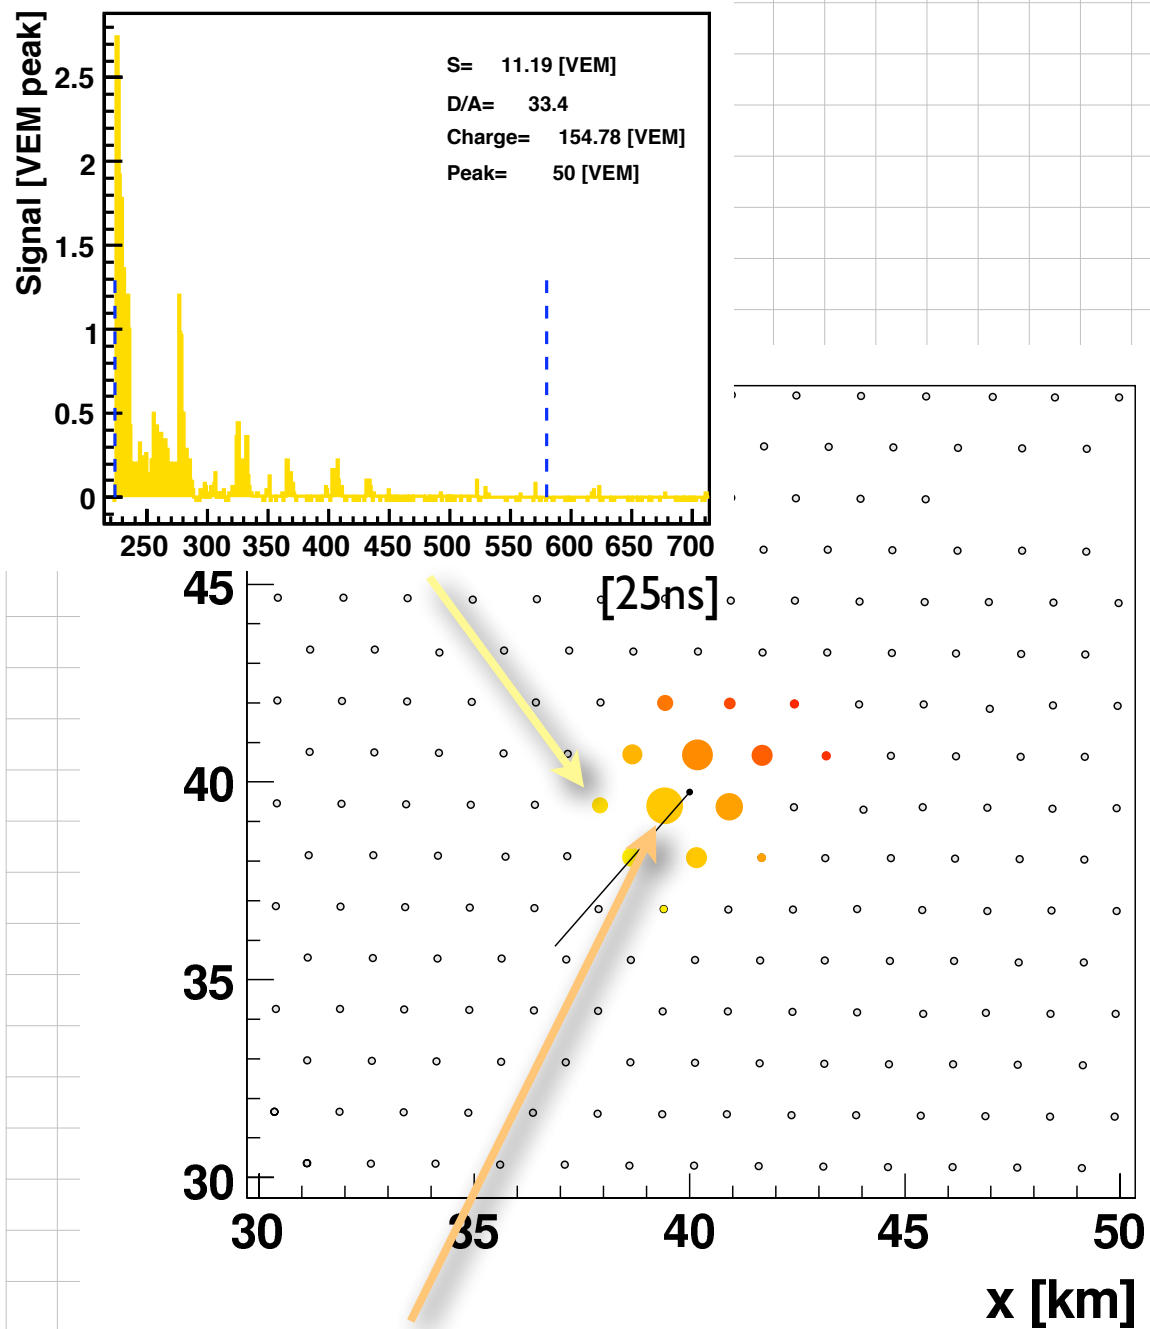 Signal [VEM peak]
2.5
2
1.5
1
0.5
0
S= 11.19 [VEM]
D/A= 33.4
Charge= 154.78 [VEM]
Peak= 50 [VEM]
250 300 350 400 450 500 550 600 650 700
[25ns]
45
40
35
30
30 35 40 45 50
x [km]